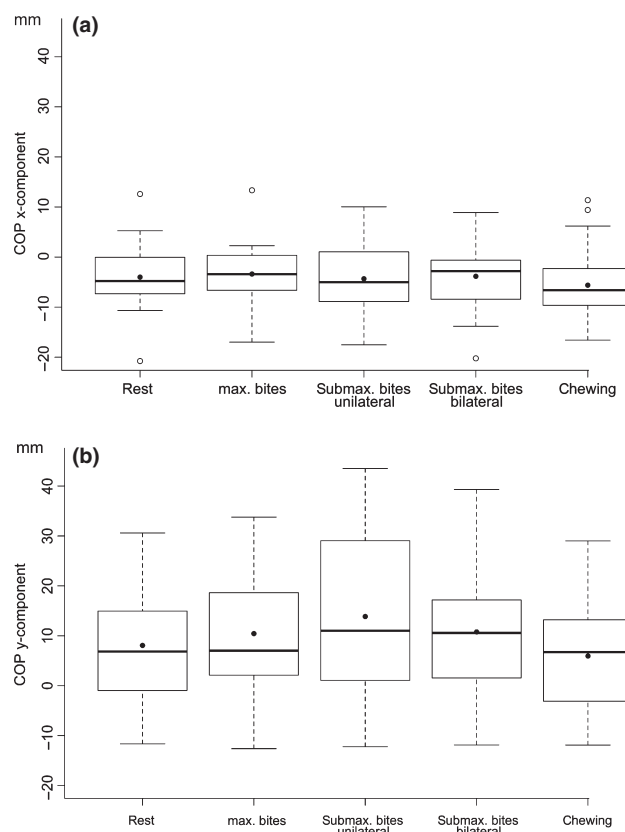 mm
(a)
40
30
20
10
0
−10
−20
COP x-component
Rest
max. bites
Submax. bites
unilateral
Submax. bites
bilateral
Chewing
mm
(b)
40
30
20
10
0
−10
−20
COP y-component
Rest
max. bites
Submax. bites
unilateral
Submax. bites
bilateral
Chewing